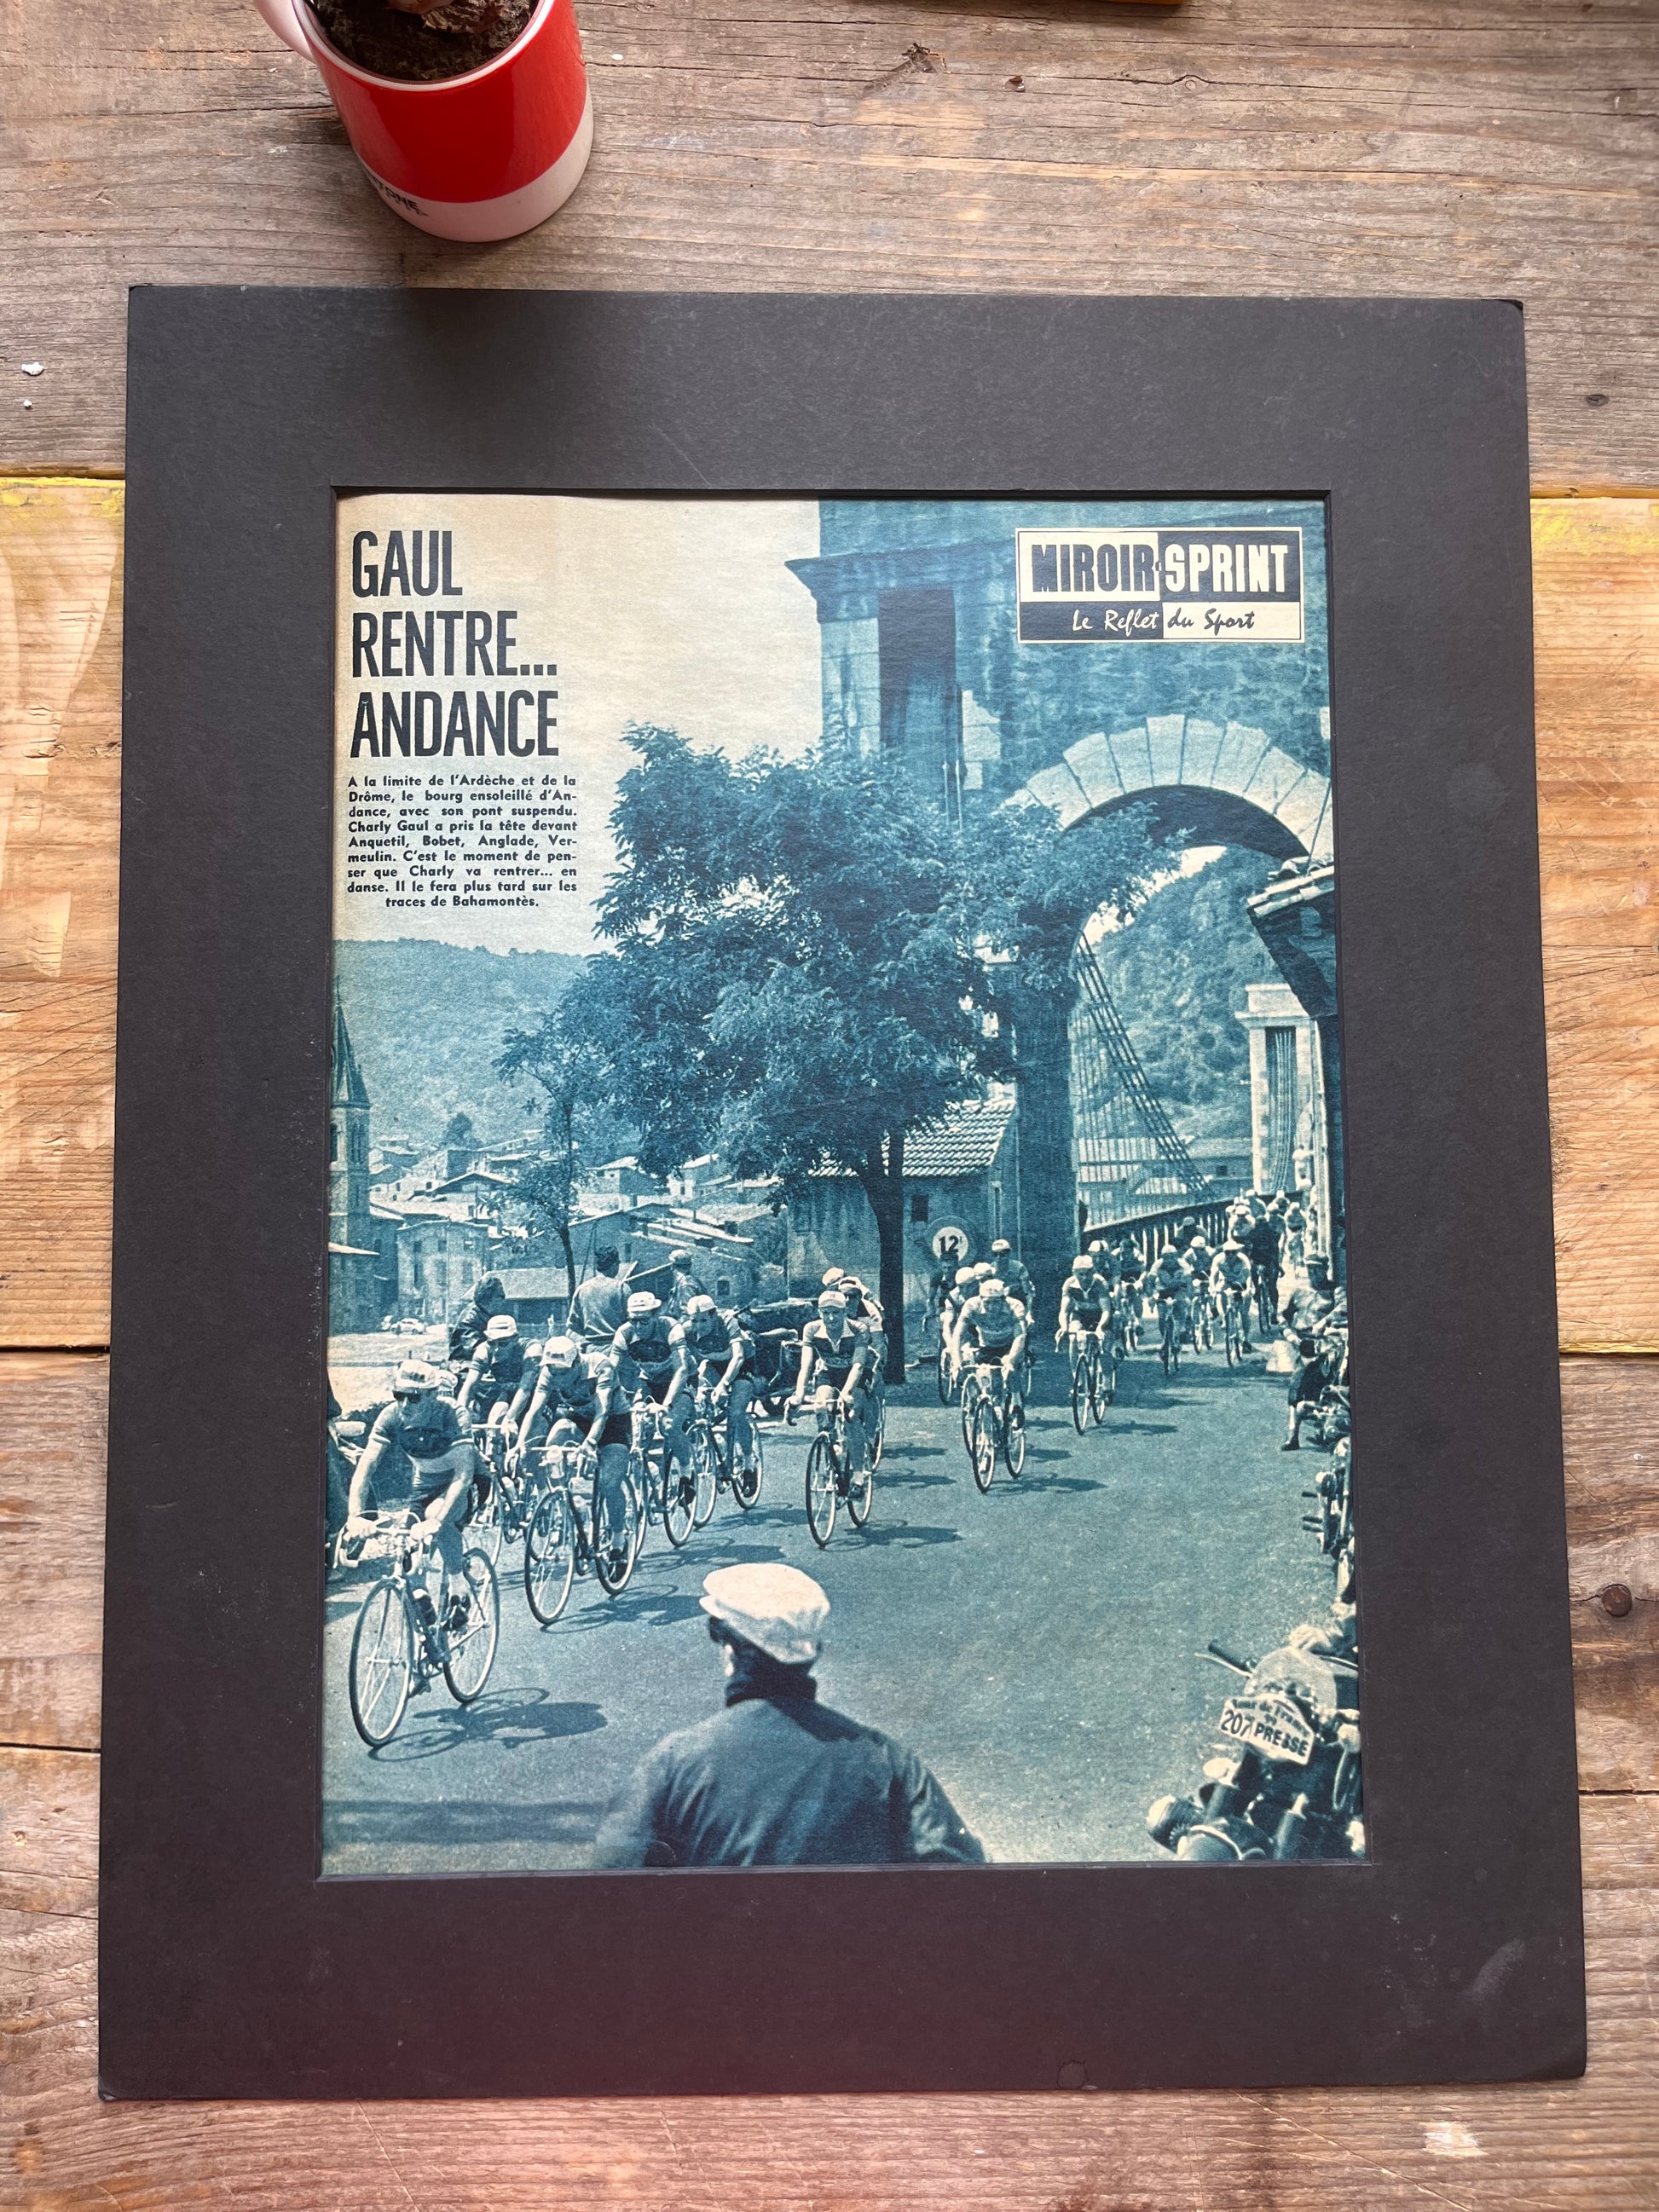 GAUL
RENTRE...
ANDANCE
A la limite de l'Ardèche et de la
Drôme, le bourg ensoleillé d'An-
dance, avec son pont suspendu.
Charly Gaul a pris la tête devant
Anquetil, Bobet, Anglade, Ver-
meulin. C'est le moment de pen-
ser que Charly va rentrer... en
danse. Il le fera plus tard sur les
traces de Bahamontès.
MIROIR-SPRINT
Le Reflet du Sport
12
Tour de France
207 PRESSE